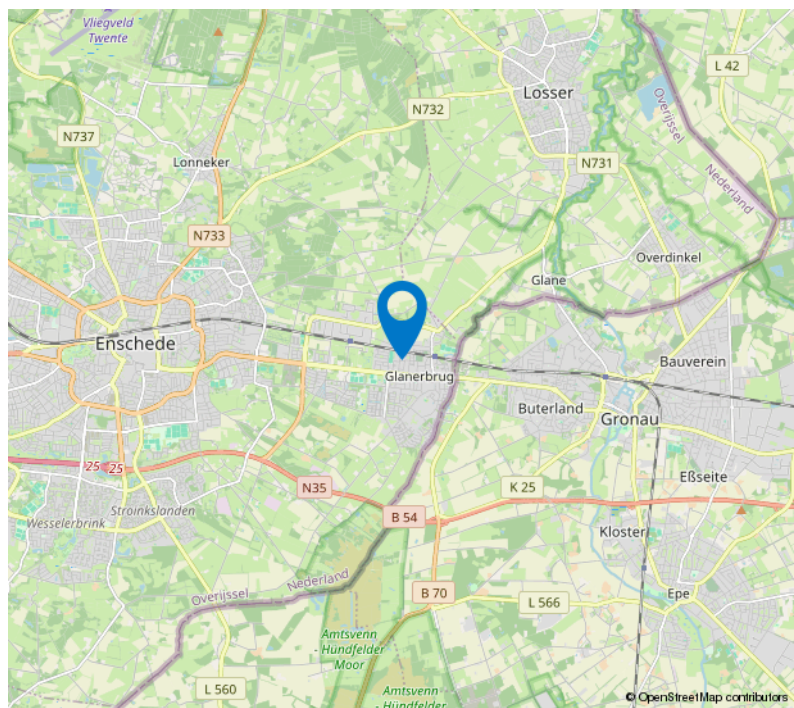 Vliegveld
Twente
L 42
Losser
Overijssel
N732
N737
Lonneker
N731
Nederland
N733
Overdinkel
Glane
Enschede
Bauverein
Glanerbrug
Buterland
Gronau
25 25
Eßseite
N35
K 25
Stroinkslanden
Wesselerbrink
B 54
Kloster
Nederland
Overijssel
B 70
Epe
L 566
Amtsvenn
- Hündfelder
Moor
L 560
Amtsvenn
- Hündfelder
© OpenStreetMap contributors